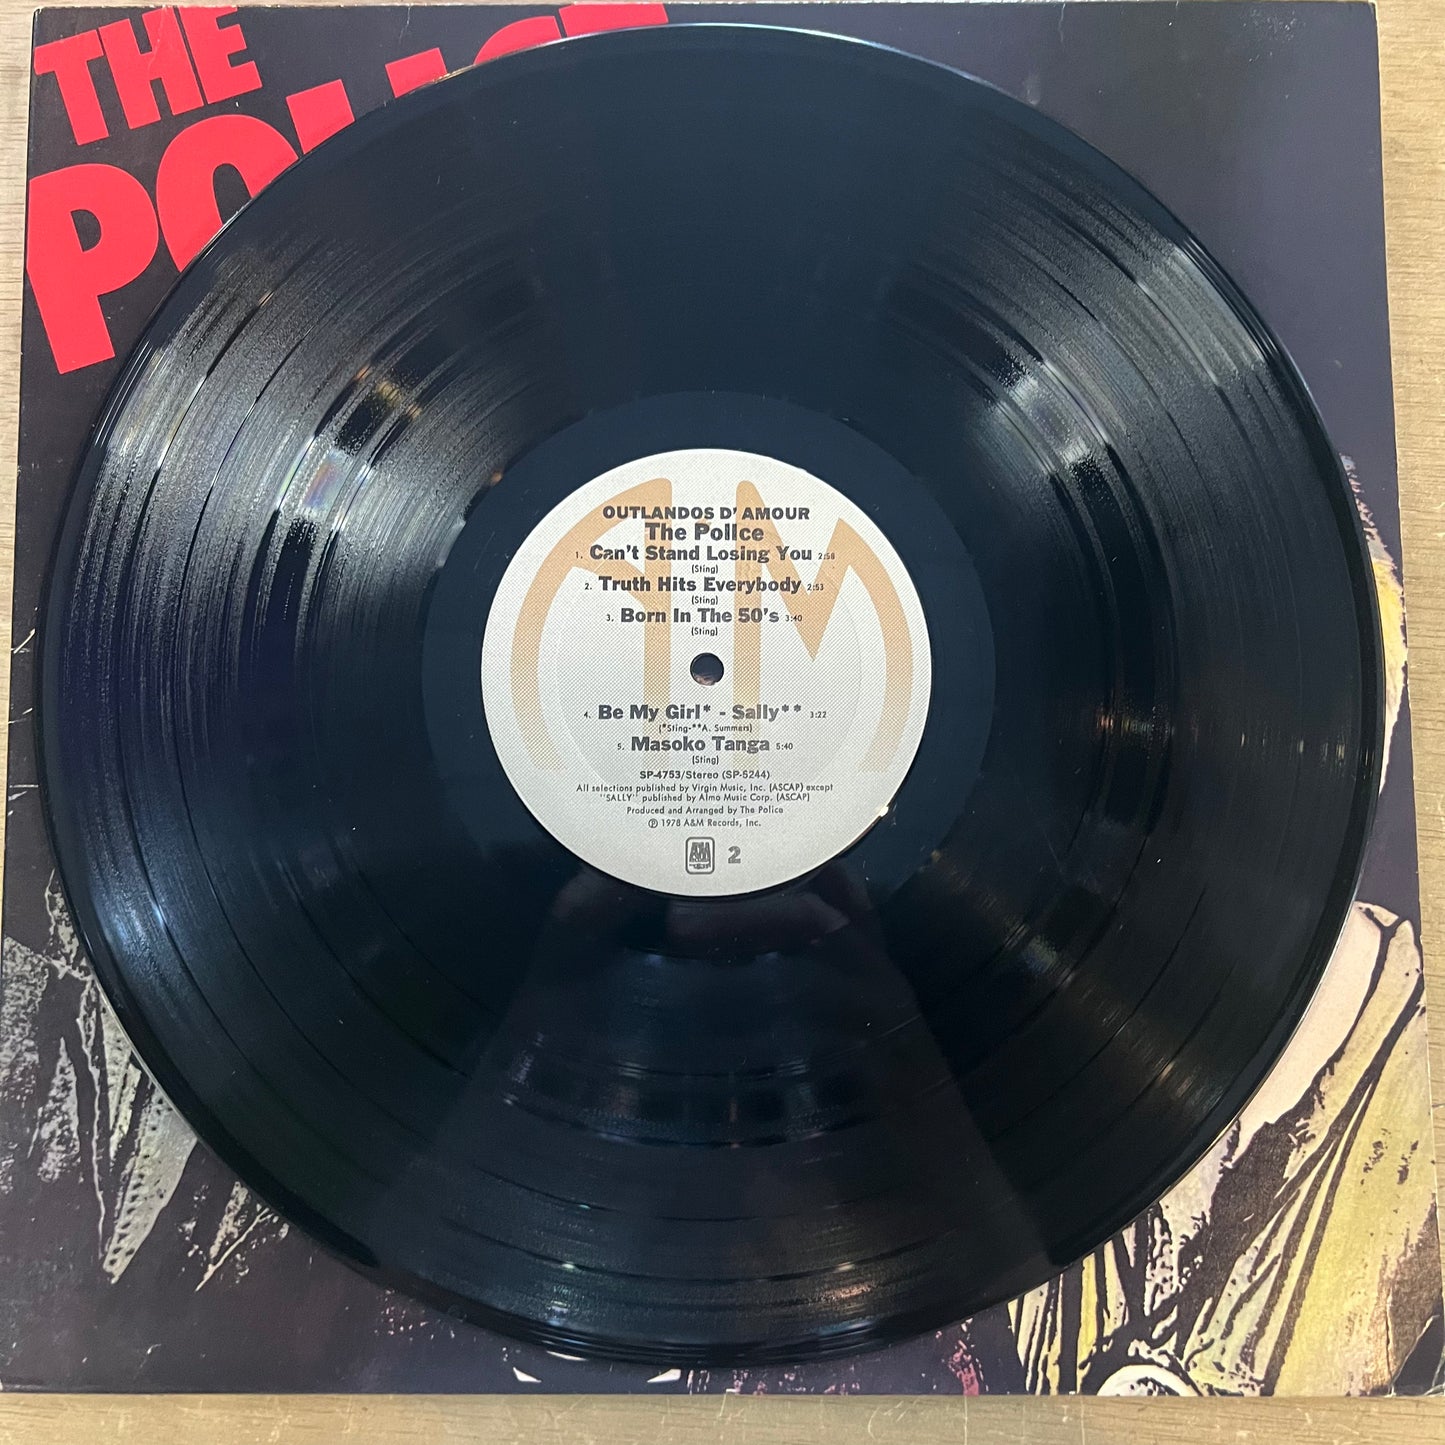 THE
POLICE
OUTLANDOS D' AMOUR
The Police
1. Can't Stand Losing You 2:58
(Sting)
2. Truth Hits Everybody 2:53
(Sting)
3. Born In The 50's 3:40
(Sting)
4. Be My Girl* - Sally** 3:22
(*Sting-**A. Summers)
5. Masoko Tanga 5:40
(Sting)
SP-4753/Stereo (SP-5244)
All selections published by Virgin Music, Inc. (ASCAP) except
"SALLY" published by Almo Music Corp. (ASCAP)
Produced and Arranged by The Police
℗ 1978 A&M Records, Inc.
A&M 2